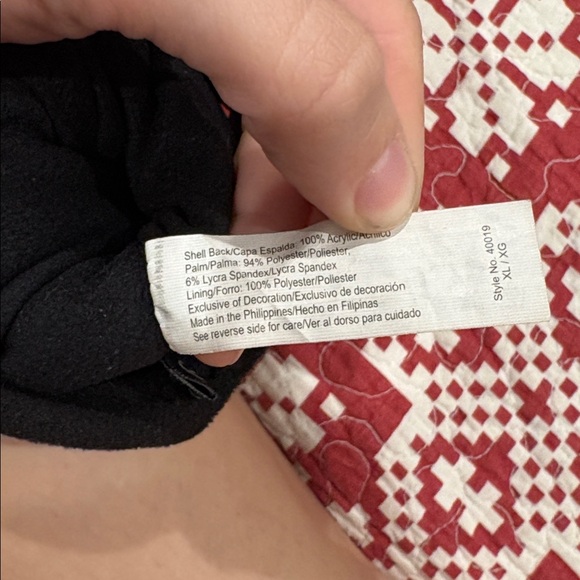 Shell Back/Capa Espalda: 100% Acrylic/Acrílico
Palm/Palma: 94% Polyester/Poliester,
6% Lycra Spandex/Lycra Spandex
Lining/Forro: 100% Polyester/Poliester
Exclusive of Decoration/Exclusivo de decoración
Made in the Philippines/Hecho en Filipinas
See reverse side for care/Ver al dorso para cuidado
Style No. 40019
XL / XG